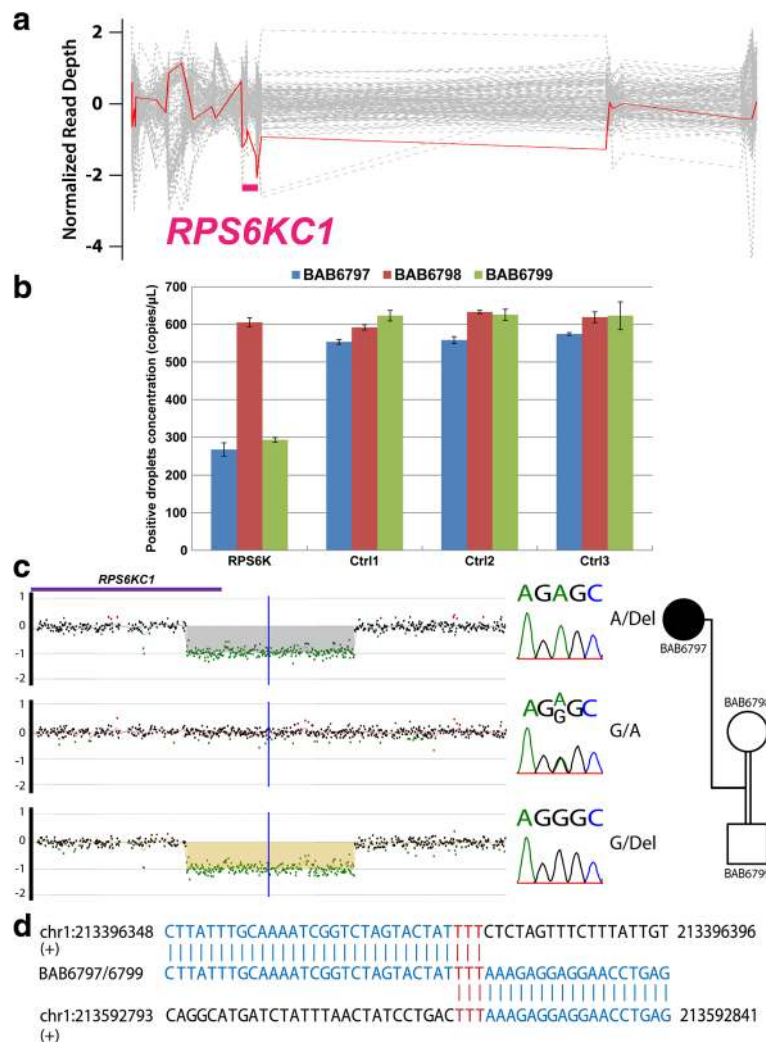 a
2
0
-2
-4
Normalized Read Depth
RPS6KC1
b
BAB6797 BAB6798 BAB6799
700
600
500
400
300
200
100
0
Positive droplets concentration (copies/µL)
RPS6K Ctrl1 Ctrl2 Ctrl3
c
RPS6KC1
1
0
-1
-2
AGAGC
A/Del
BAB6797
1
0
-1
-2
AGAGGC
G/A
BAB6798
1
0
-1
-2
AGGGC
G/Del
BAB6799
d
chr1:213396348 CTTATTTGCAAAATCGGTCTAGTACTATTTTCTCTAGTTTCTTTATTGT 213396396
(+)
BAB6797/6799 CTTATTTGCAAAATCGGTCTAGTACTATTTTAAAGAGGAGGAACCTGAG
chr1:213592793 CAGGCATGATCTATTTAACTATCCTGACTTTAAAGAGGAGGAACCTGAG 213592841
(+)